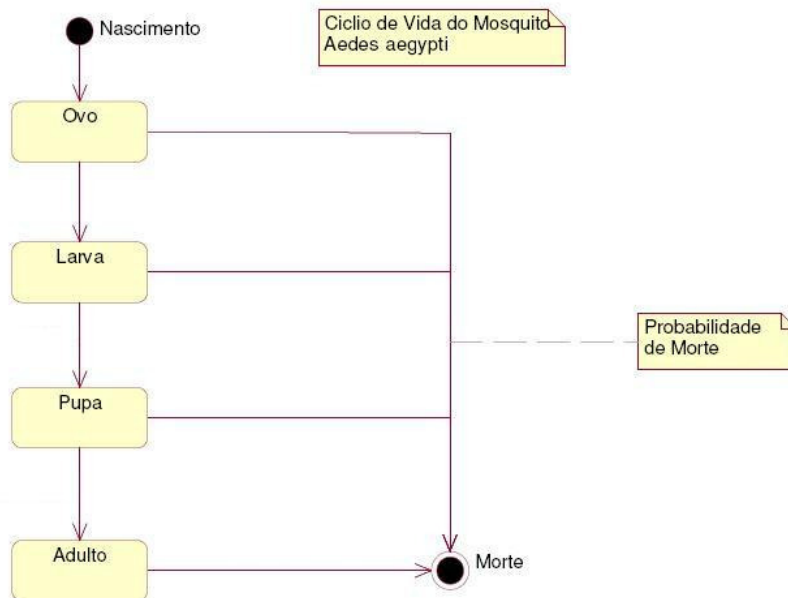 Nascimento
Ciclio de Vida do Mosquito
Aedes aegypti
Ovo
Larva
Probabilidade
de Morte
Pupa
Adulto
Morte